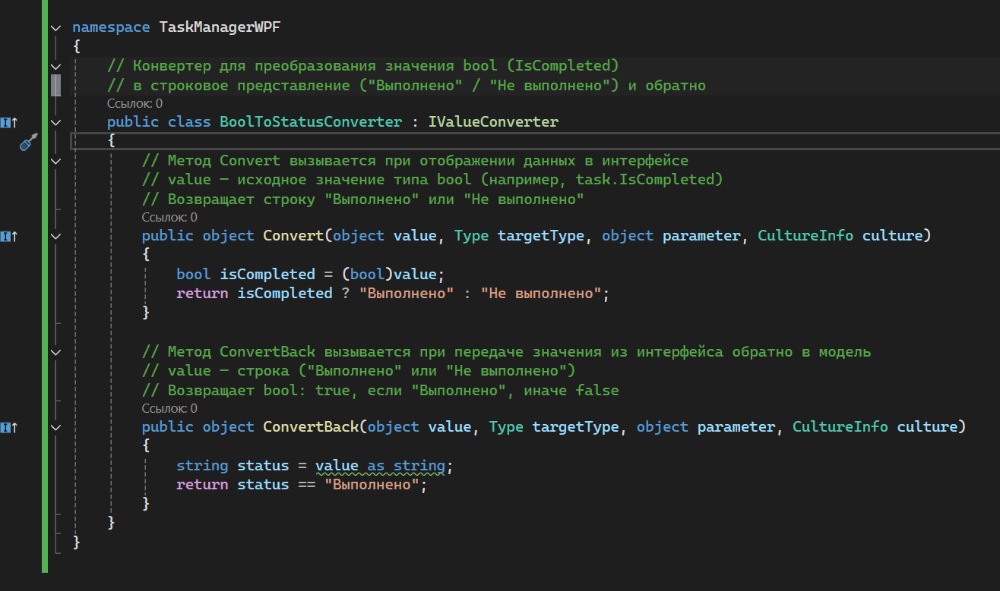 namespace TaskManagerWPF
{
// Конвертер для преобразования значения bool (IsCompleted)
// в строковое представление ("Выполнено" / "Не выполнено") и обратно
Ссылок: 0
public class BoolToStatusConverter : IValueConverter
{
// Метод Convert вызывается при отображении данных в интерфейсе
// value — исходное значение типа bool (например, task.IsCompleted)
// Возвращает строку "Выполнено" или "Не выполнено"
Ссылок: 0
public object Convert(object value, Type targetType, object parameter, CultureInfo culture)
{
bool isCompleted = (bool)value;
return isCompleted ? "Выполнено" : "Не выполнено";
}
// Метод ConvertBack вызывается при передаче значения из интерфейса обратно в модель
// value — строка ("Выполнено" или "Не выполнено")
// Возвращает bool: true, если "Выполнено", иначе false
Ссылок: 0
public object ConvertBack(object value, Type targetType, object parameter, CultureInfo culture)
{
string status = value as string;
return status == "Выполнено";
}
}
}